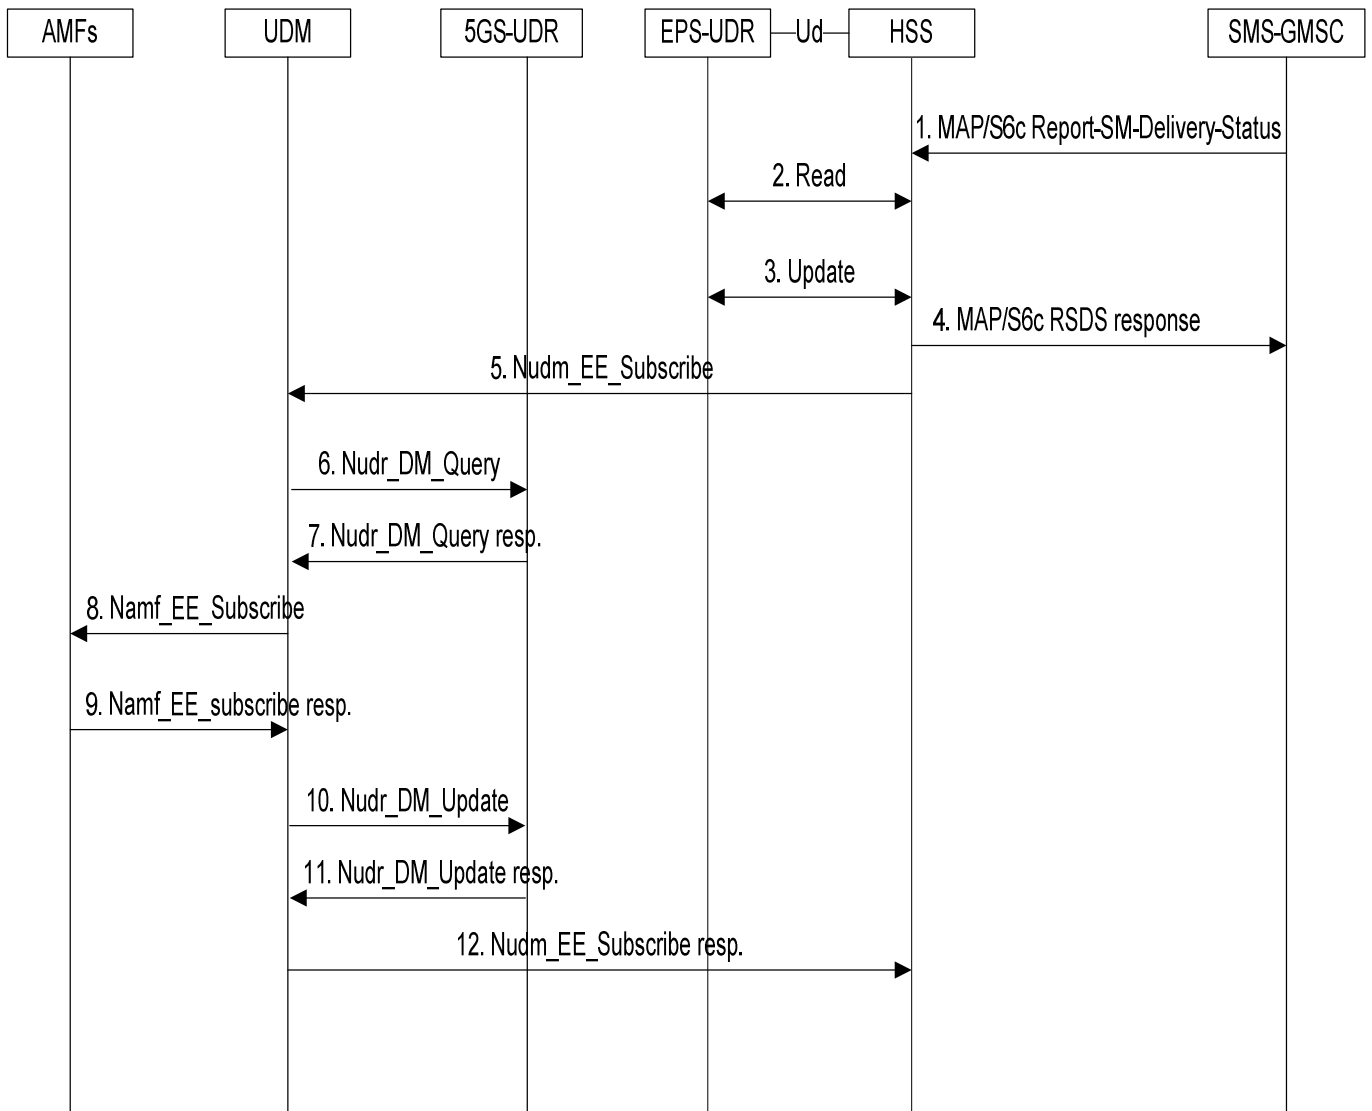 AMFs
UDM
5GS-UDR
EPS-UDR
Ud
HSS
SMS-GMSC
1. MAP/S6c Report-SM-Delivery-Status
2. Read
3. Update
4. MAP/S6c RSDS response
5. Nudm_EE_Subscribe
6. Nudr_DM_Query
7. Nudr_DM_Query resp.
8. Namf_EE_Subscribe
9. Namf_EE_subscribe resp.
10. Nudr_DM_Update
11. Nudr_DM_Update resp.
12. Nudm_EE_Subscribe resp.